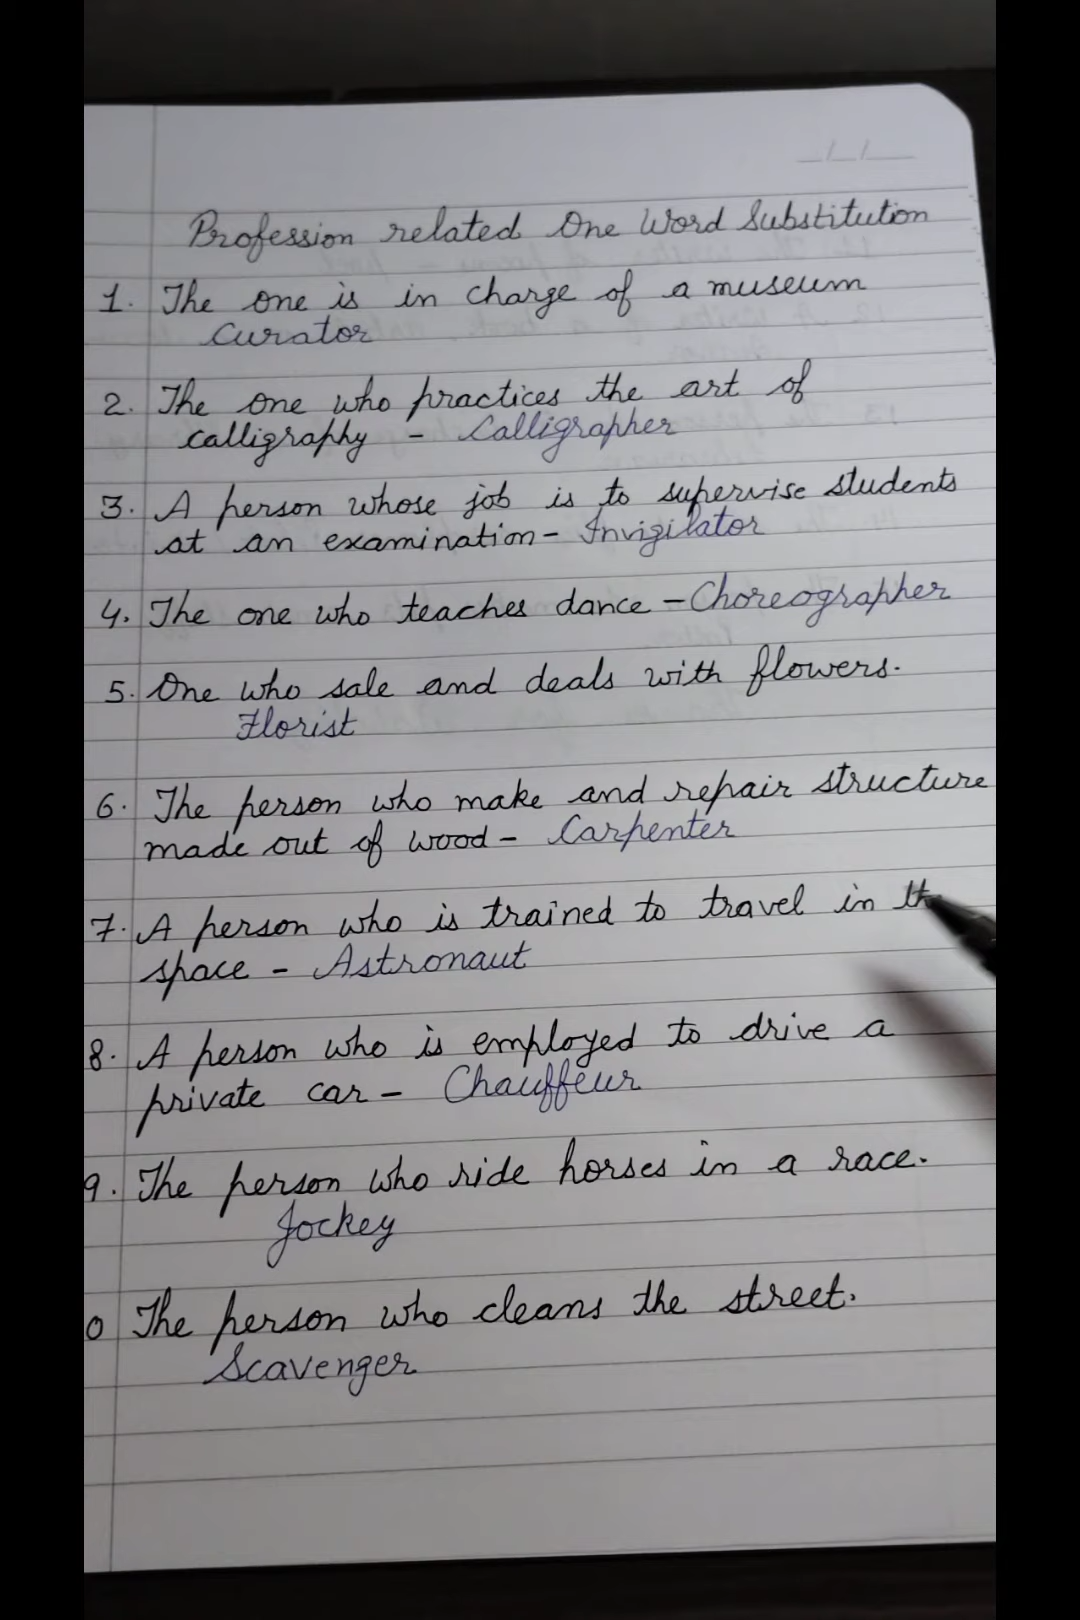 Profession related One Word Substitution
1. The one is in charge of a museum
Curator
2. The one who practices the art of
calligraphy - Calligrapher
3. A person whose job is to supervise students
at an examination - Invigilator
4. The one who teaches dance - Choreographer
5. One who sale and deals with flowers.
Florist
6. The person who make and repair structure
made out of wood - Carpenter
7. A person who is trained to travel in the
space - Astronaut
8. A person who is employed to drive a
private car - Chauffeur
9. The person who ride horses in a race.
Jockey
0 The person who cleans the street.
Scavenger